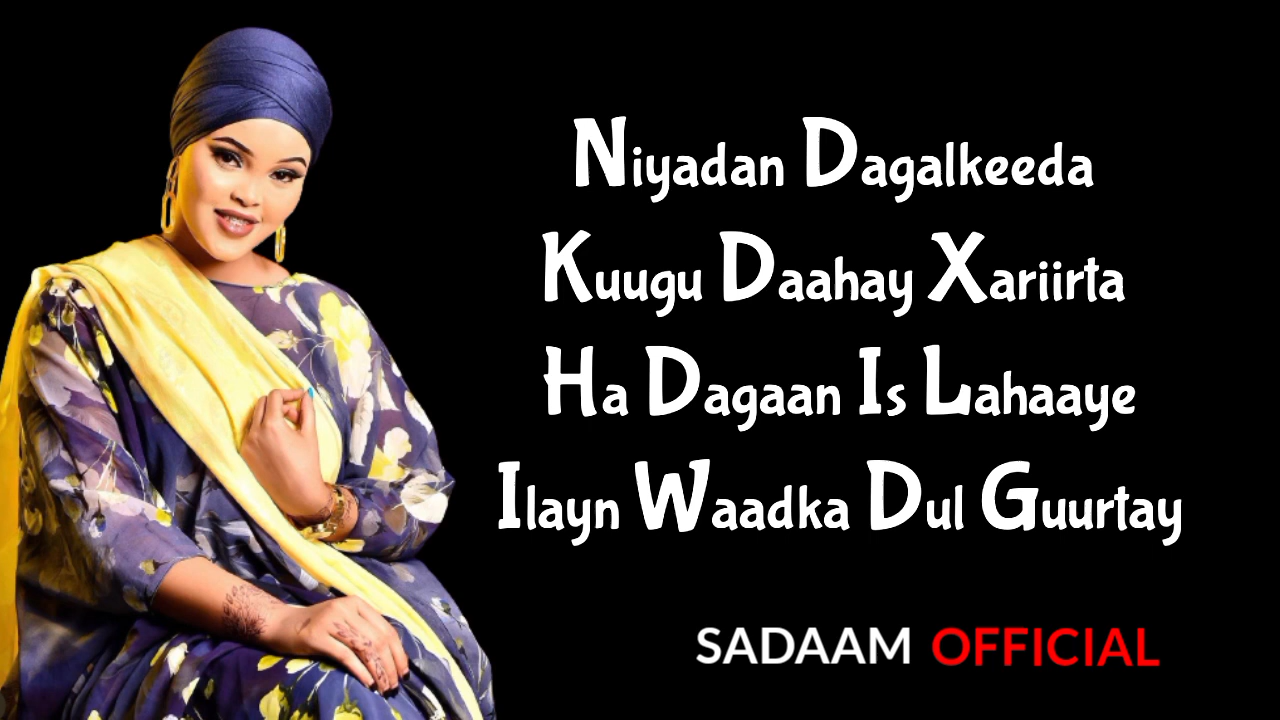 Niyadan Dagalkeeda
Kuugu Daahay Xariirta
Ha Dagaan Is Lahaaye
Ilayn Waadka Dul Guurtay
SADAAM OFFICIAL